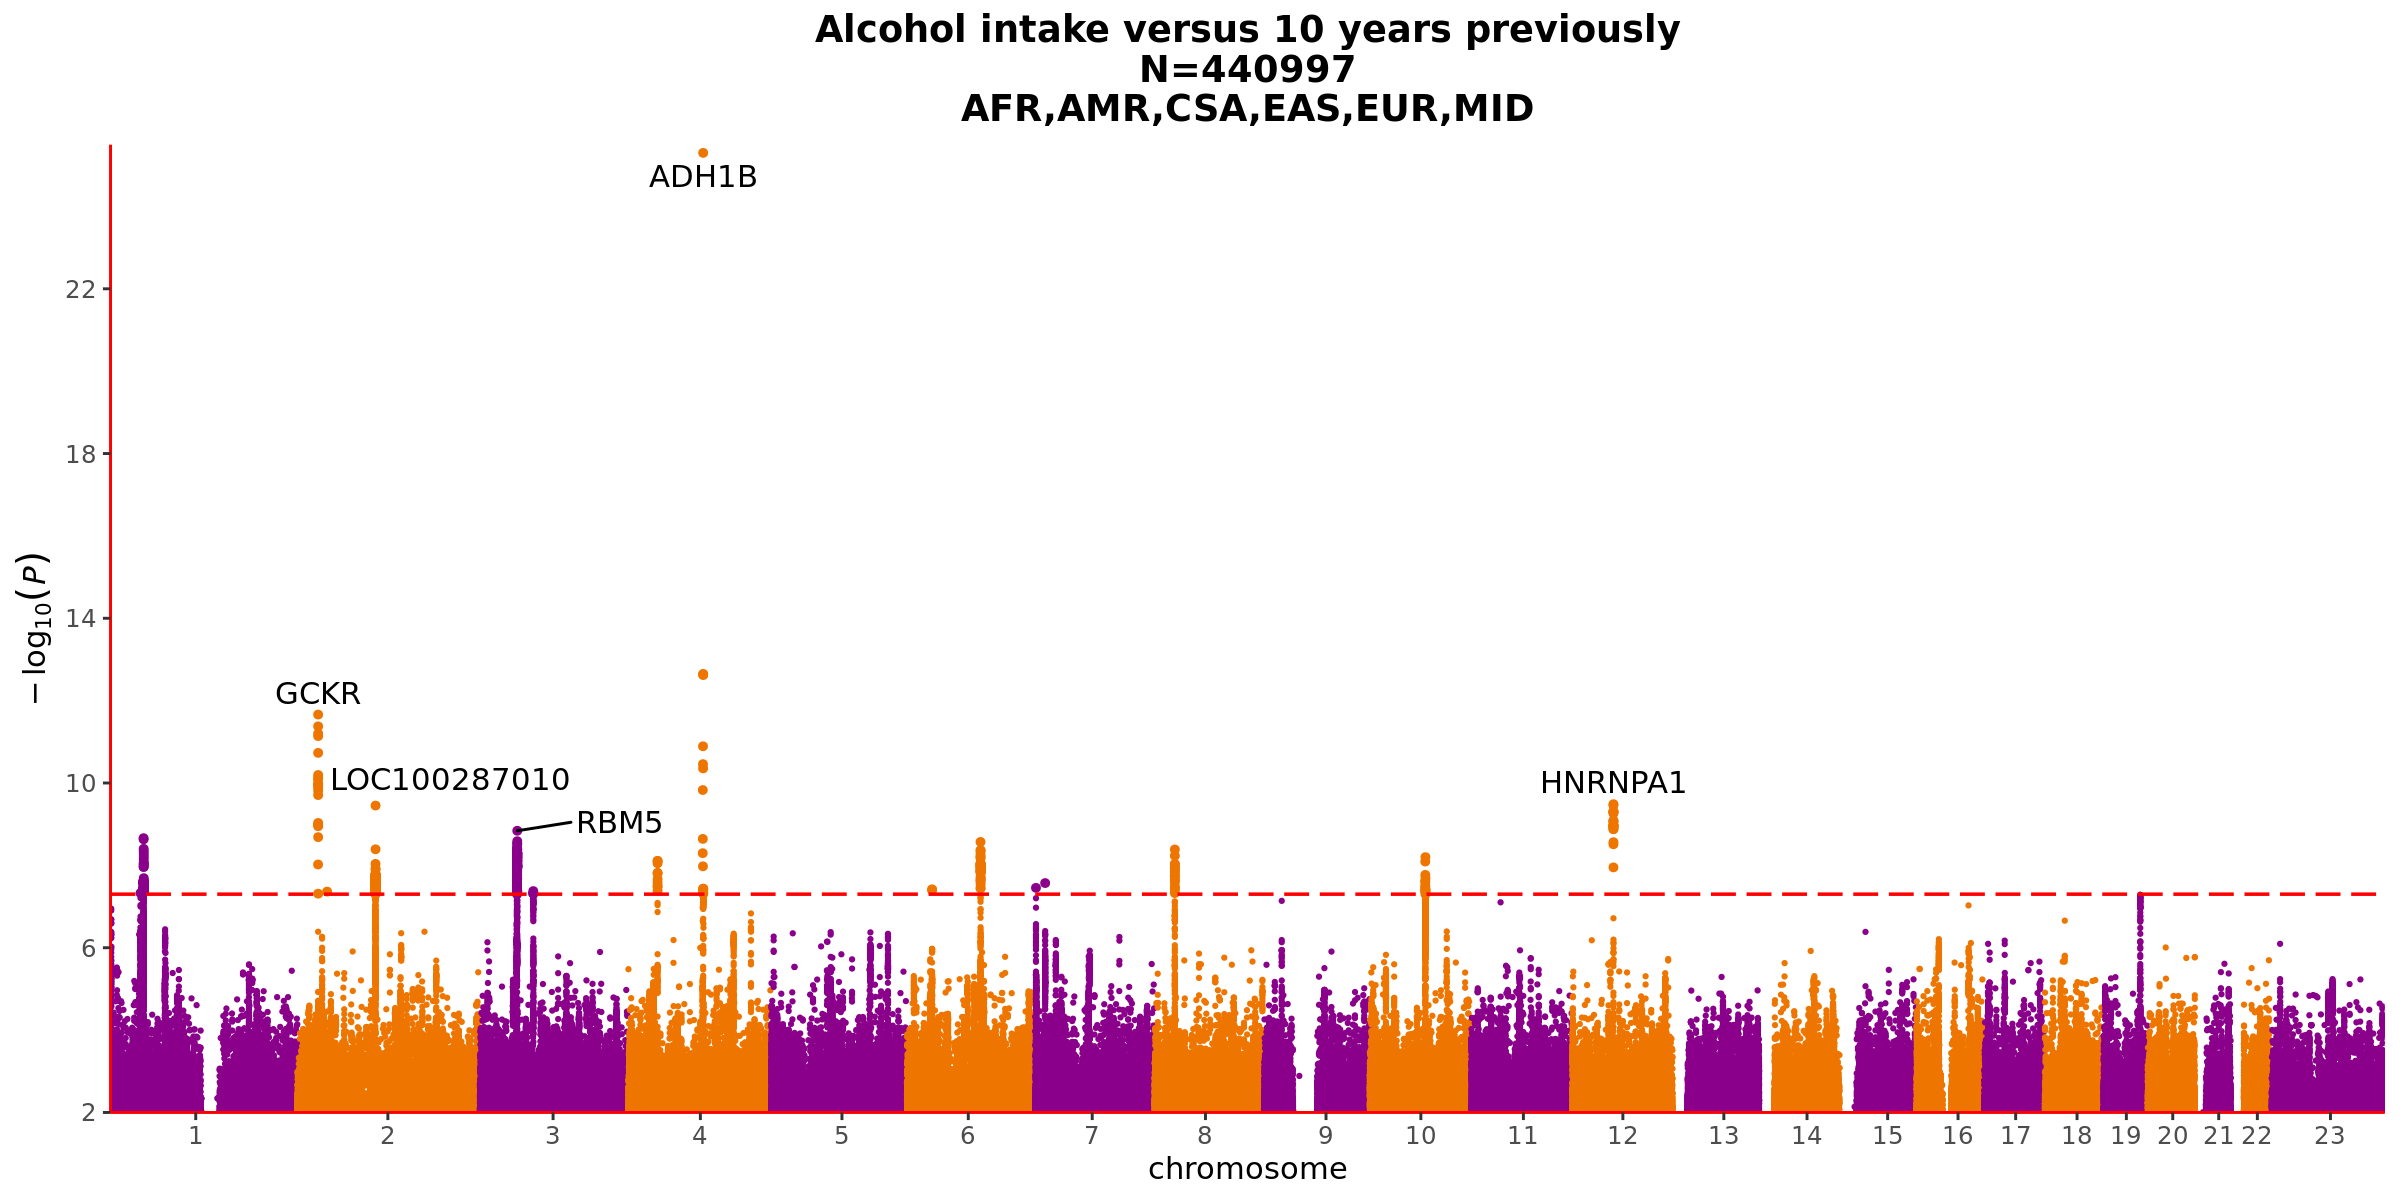 Alcohol intake versus 10 years previously
N=440997
AFR,AMR,CSA,EAS,EUR,MID
ADH1B
22
18
14
10
6
2
−log10(P)
GCKR
LOC100287010
RBM5
HNRNPA1
1 2 3 4 5 6 7 8 9 10 11 12 13 14 15 16 17 18 19 20 21 22 23
chromosome